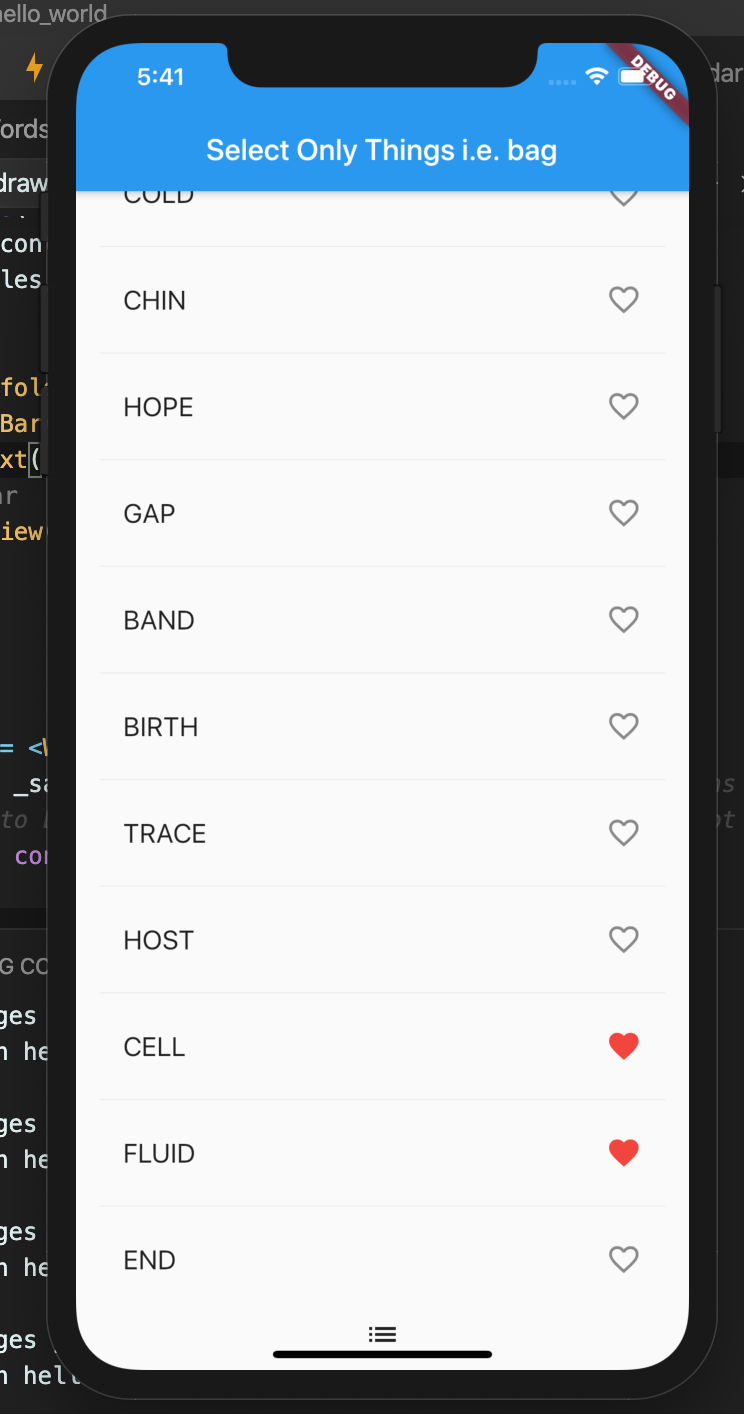 hello_world
5:41
DEBUG
Select Only Things i.e. bag
COLD
CHIN
HOPE
GAP
BAND
BIRTH
TRACE
HOST
CELL
FLUID
END